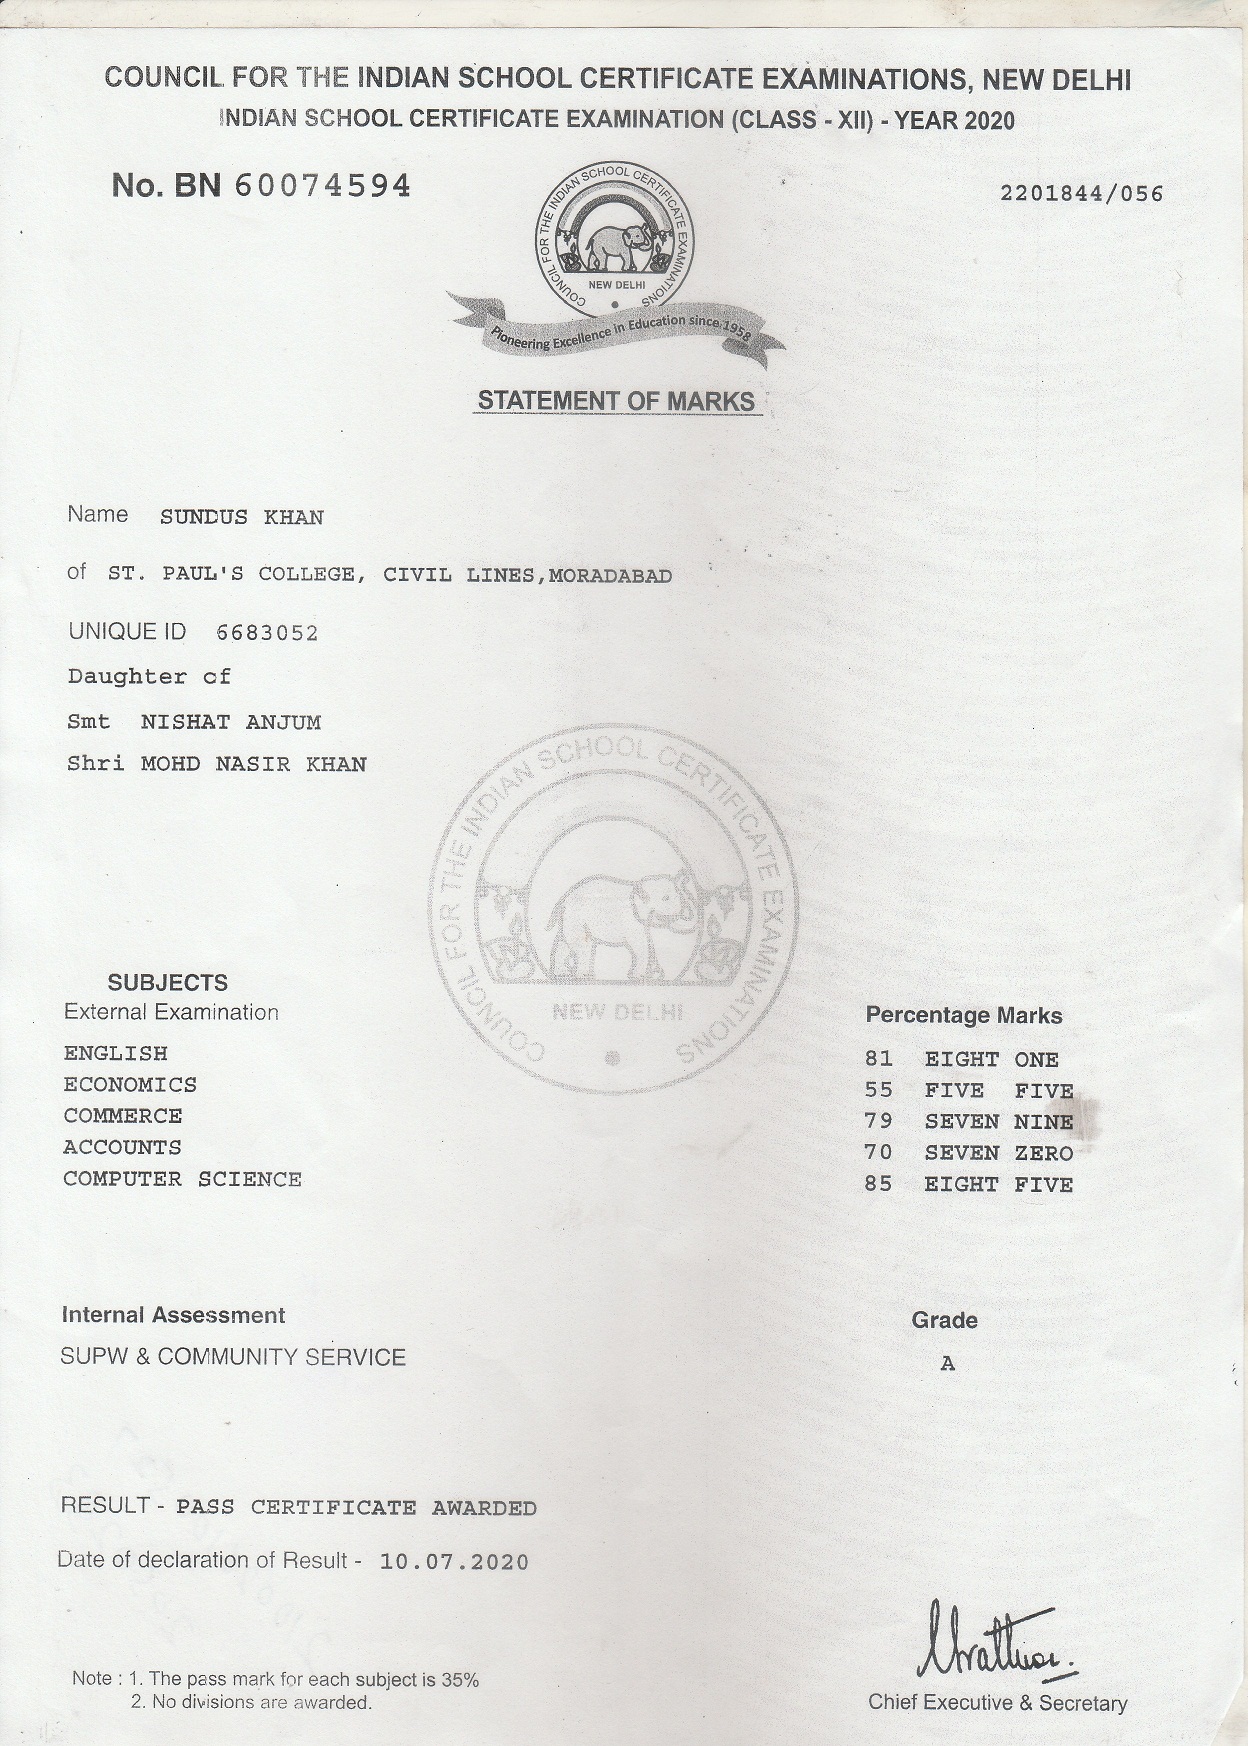 COUNCIL FOR THE INDIAN SCHOOL CERTIFICATE EXAMINATIONS, NEW DELHI
INDIAN SCHOOL CERTIFICATE EXAMINATION (CLASS - XII) - YEAR 2020
No. BN 60074594
2201844/056
COUNCIL FOR THE INDIAN SCHOOL CERTIFICATE EXAMINATIONS
NEW DELHI
Pioneering Excellence in Education since 1958
STATEMENT OF MARKS
Name SUNDUS KHAN
of ST. PAUL'S COLLEGE, CIVIL LINES,MORADABAD
UNIQUE ID 6683052
Daughter of
Smt NISHAT ANJUM
Shri MOHD NASIR KHAN
COUNCIL FOR THE INDIAN SCHOOL CERTIFICATE EXAMINATIONS
NEW DELHI
SUBJECTS
External Examination Percentage Marks
ENGLISH 81 EIGHT ONE
ECONOMICS 55 FIVE FIVE
COMMERCE 79 SEVEN NINE
ACCOUNTS 70 SEVEN ZERO
COMPUTER SCIENCE 85 EIGHT FIVE
Internal Assessment Grade
SUPW & COMMUNITY SERVICE A
RESULT - PASS CERTIFICATE AWARDED
Date of declaration of Result - 10.07.2020
Note : 1. The pass mark for each subject is 35%
2. No divisions are awarded.
Chief Executive & Secretary